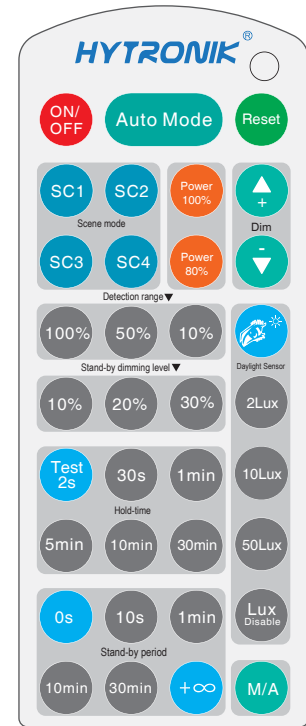 HYTRONIK®
ON/
OFF
Auto Mode
Reset
SC1 SC2
Power
100%
+
Scene mode
Dim
SC3 SC4
Power
80%
-
Detection range▼
100% 50% 10%
Stand-by dimming level▼
Daylight Sensor
10% 20% 30%
2Lux
Test
2s
30s 1min
10Lux
Hold-time
5min 10min 30min
50Lux
0s 10s 1min
Lux
Disable
Stand-by period
10min 30min +∞
M/A